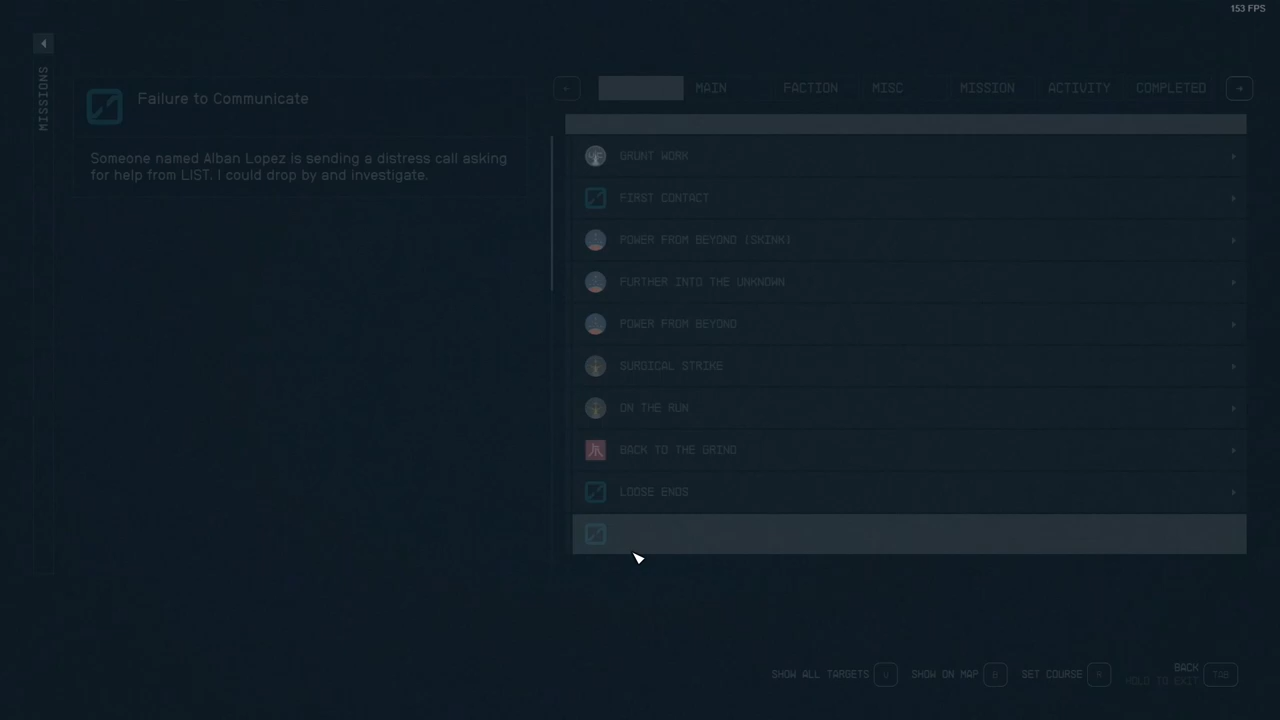 153 FPS
MISSIONS
Failure to Communicate
Someone named Alban Lopez is sending a distress call asking
for help from LIST. I could drop by and investigate.
MAIN FACTION MISC MISSION ACTIVITY COMPLETED
GRUNT WORK
FIRST CONTACT
POWER FROM BEYOND (SKINK)
FURTHER INTO THE UNKNOWN
POWER FROM BEYOND
SURGICAL STRIKE
ON THE RUN
BACK TO THE GRIND
LOOSE ENDS
SHOW ALL TARGETS SHOW ON MAP SET COURSE R BACK TAB
HOLD TO EXIT